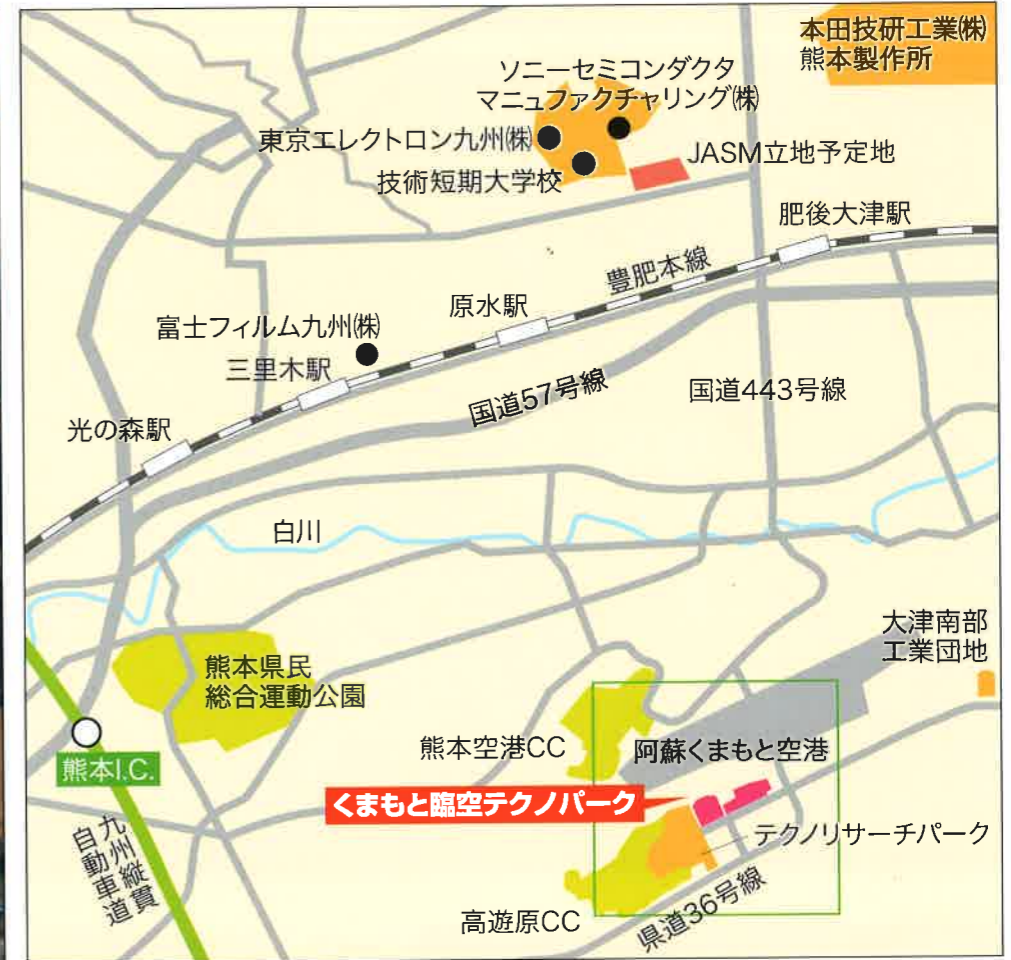 本田技研工業㈱
熊本製作所
ソニーセミコンダクタ
マニュファクチャリング㈱
東京エレクトロン九州㈱
技術短期大学校
JASM立地予定地
肥後大津駅
豊肥本線
原水駅
富士フィルム九州㈱
三里木駅
国道57号線
国道443号線
光の森駅
白川
大津南部
工業団地
熊本県民
総合運動公園
熊本空港CC
阿蘇くまもと空港
熊本I.C.
くまもと臨空テクノパーク
テクノリサーチパーク
九州縦貫
自動車道
高遊原CC
県道36号線